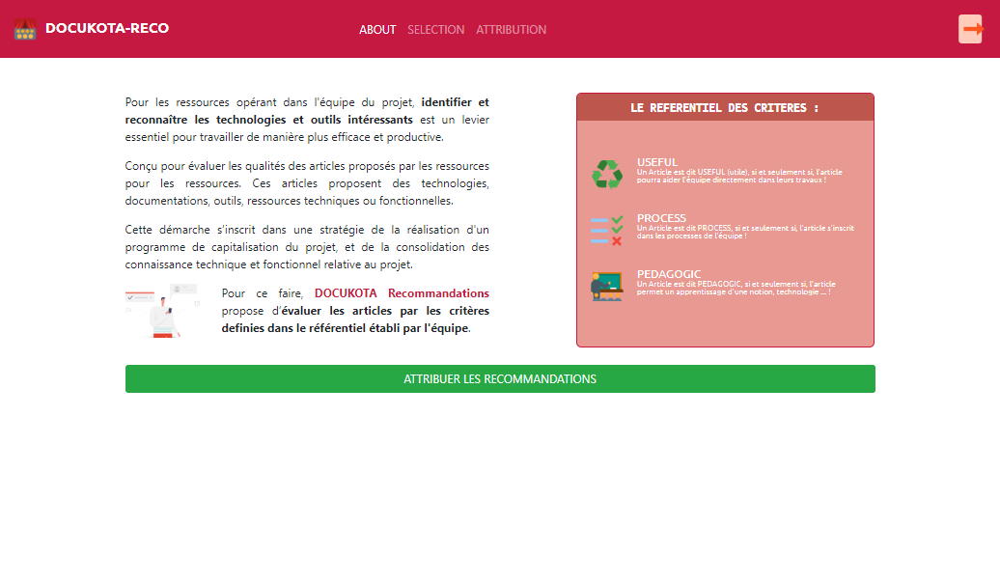 DOCUKOTA-RECO
ABOUT SELECTION ATTRIBUTION
Pour les ressources opérant dans l'équipe du projet, identifier et
reconnaître les technologies et outils intéressants est un levier
essentiel pour travailler de manière plus efficace et productive.
Conçu pour évaluer les qualités des articles proposés par les ressources
pour les ressources. Ces articles proposent des technologies,
documentations, outils, ressources techniques ou fonctionnelles.
Cette démarche s'inscrit dans une stratégie de la réalisation d'un
programme de capitalisation du projet, et de la consolidation des
connaissance technique et fonctionnel relative au projet.
Pour ce faire, DOCUKOTA Recommandations
propose d'évaluer les articles par les critères
definies dans le référentiel établi par l'équipe.
LE REFERENTIEL DES CRITERES :
USEFUL
Un Article est dit USEFUL (utile), si et seulement si, l'article
pourra aider l'équipe directement dans leurs travaux !
PROCESS
Un Article est dit PROCESS, si et seulement si, l'article s'inscrit
dans les processes de l'équipe !
PEDAGOGIC
Un Article est dit PEDAGOGIC, si et seulement si, l'article
permet un apprentissage d'une notion, technologie ... !
ATTRIBUER LES RECOMMANDATIONS